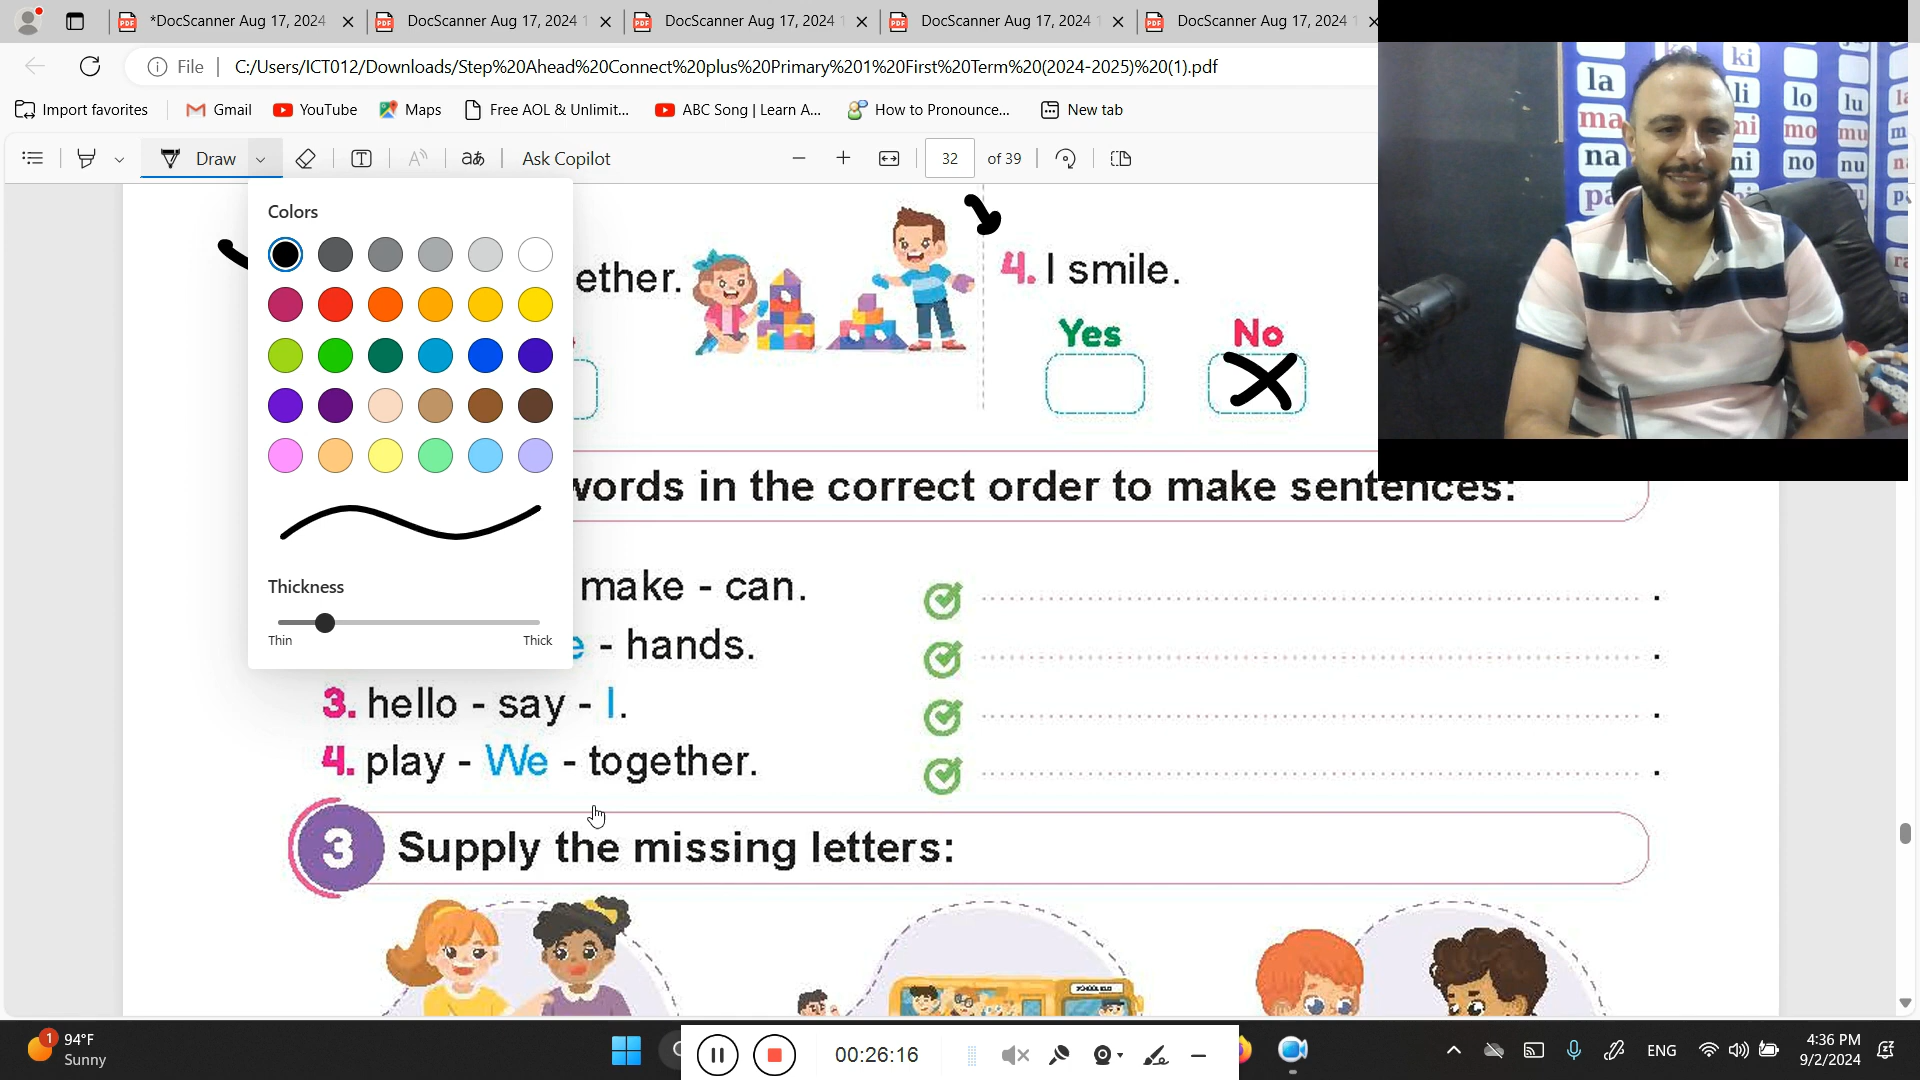 *DocScanner Aug 17, 2024
DocScanner Aug 17, 2024
DocScanner Aug 17, 2024
DocScanner Aug 17, 2024
DocScanner Aug 17, 2024
File
C:/Users/ICT012/Downloads/Step%20Ahead%20Connect%20plus%20Primary%201%20First%20Term%20(2024-2025)%20(1).pdf
Import favorites
Gmail
YouTube
Maps
Free AOL & Unlimit...
ABC Song | Learn A...
How to Pronounce...
New tab
Draw
Ask Copilot
32 of 39
Colors
Thickness
Thin
Thick
ether.
4. I smile.
Yes No
words in the correct order to make sentences:
make - can.
e - hands.
3. hello - say - I.
4. play - We - together.
3 Supply the missing letters:
SCHOOL BUS
ki
la li lo lu
ma mi mo mu
na ni no nu
pa
94°F
Sunny
00:26:16
ENG
4:36 PM
9/2/2024